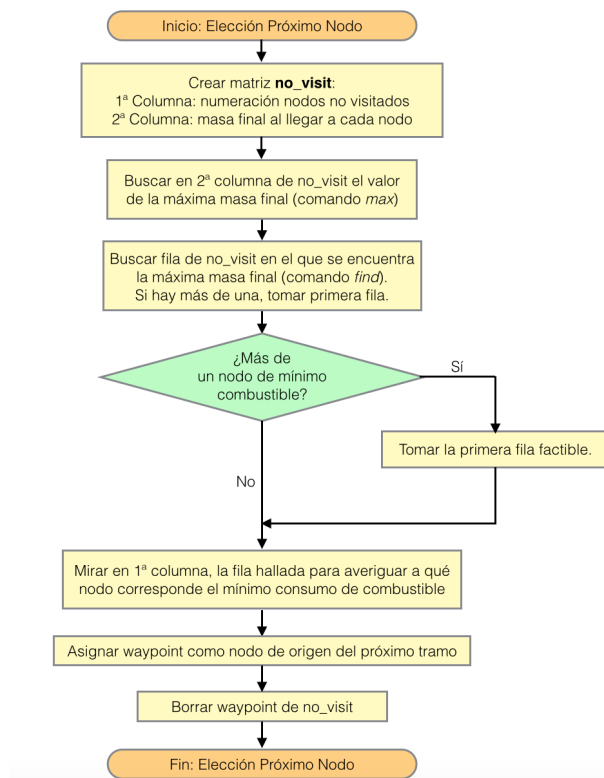 Inicio: Elección Próximo Nodo
Crear matriz no_visit:
1ª Columna: numeración nodos no visitados
2ª Columna: masa final al llegar a cada nodo
Buscar en 2ª columna de no_visit el valor
de la máxima masa final (comando max)
Buscar fila de no_visit en el que se encuentra
la máxima masa final (comando find).
Si hay más de una, tomar primera fila.
¿Más de
un nodo de mínimo
combustible?
Sí
Tomar la primera fila factible.
No
Mirar en 1ª columna, la fila hallada para averiguar a qué
nodo corresponde el mínimo consumo de combustible
Asignar waypoint como nodo de origen del próximo tramo
Borrar waypoint de no_visit
Fin: Elección Próximo Nodo